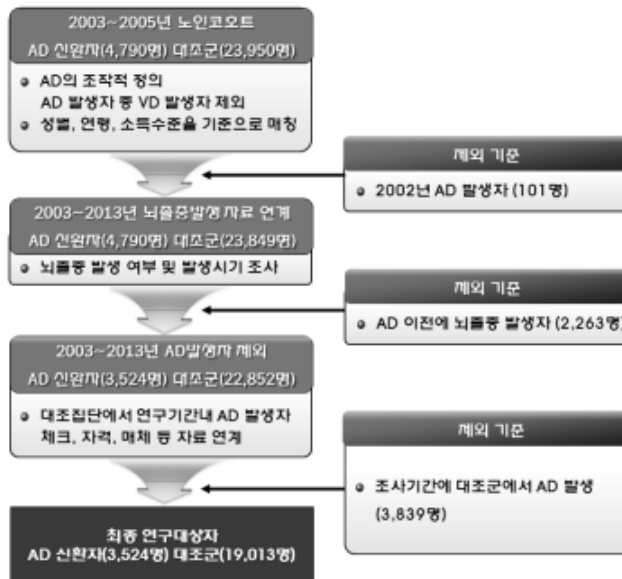 2003~2005년 노인코오트
AD 신환자(4,790명) 대조군(23,950명)
AD의 조작적 정의
AD 발생자 중 VD 발생자 제외
성별, 연령, 소득수준을 기준으로 매칭
제외 기준
2002년 AD 발생자 (101명)
2003~2013년 뇌졸중발생 자료 연계
AD 신환자(4,790명) 대조군(23,849명)
뇌졸중 발생 여부 및 발생시기 조사
제외 기준
AD 이전에 뇌졸중 발생자 (2,263명)
2003~2013년 AD발생자 제외
AD 신환자(3,524명) 대조군(22,852명)
대조집단에서 연구기간내 AD 발생자
체크, 자격, 매체 등 자료 연계
제외 기준
조사기간에 대조군에서 AD 발생
(3,839명)
최종 연구대상자
AD 신환자(3,524명) 대조군(19,013명)